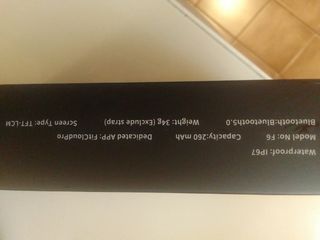 Waterproof: IP67
Model No: F6 Capacity:260 mAh Dedicated APP: FitCloudPro
Bluetooth:Bluetooth5.0 Weight: 34g (Exclude strap) Screen Type: TFT-LCM